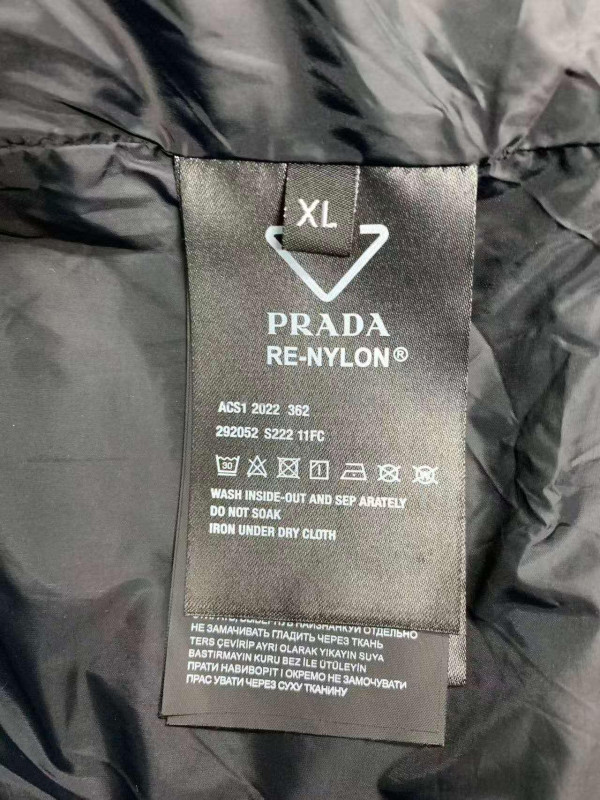 XL
PRADA
RE-NYLON®
ACS1 2022 362
292052 S222 11FC
30
WASH INSIDE-OUT AND SEP ARATELY
DO NOT SOAK
IRON UNDER DRY CLOTH
НЕ ЗАМАЧИВАТЬ ГЛАДИТЬ ЧЕРЕЗ ТКАНЬ
TERS ÇEVİRİP AYRI OLARAK YIKAYIN SUYA
BASTIRMAYIN KURU BEZ İLE ÜTÜLEYİN
ПРАТИ НАВИВОРІТ І ОКРЕМО НЕ ЗАМОЧУВАТИ
ПРАС УВАТИ ЧЕРЕЗ СУХУ ТКАНИНУ